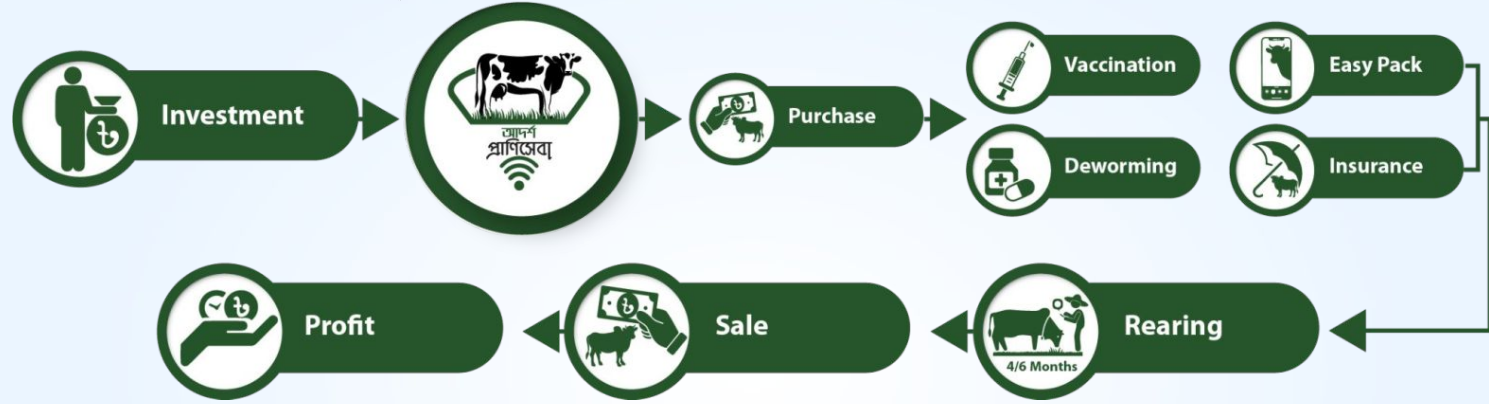 Investment
আদর্শ
প্রাণিসেবা
Purchase
Vaccination
Easy Pack
Deworming
Insurance
Profit
Sale
Rearing
4/6 Months